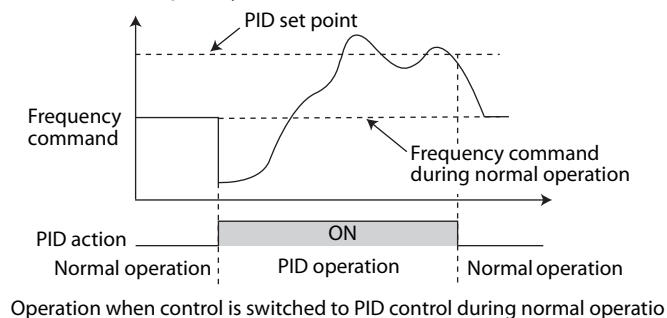 PID set point
Frequency
command
Frequency command
during normal operation
PID action
ON
Normal operation
PID operation
Normal operation
Operation when control is switched to PID control during normal operatio